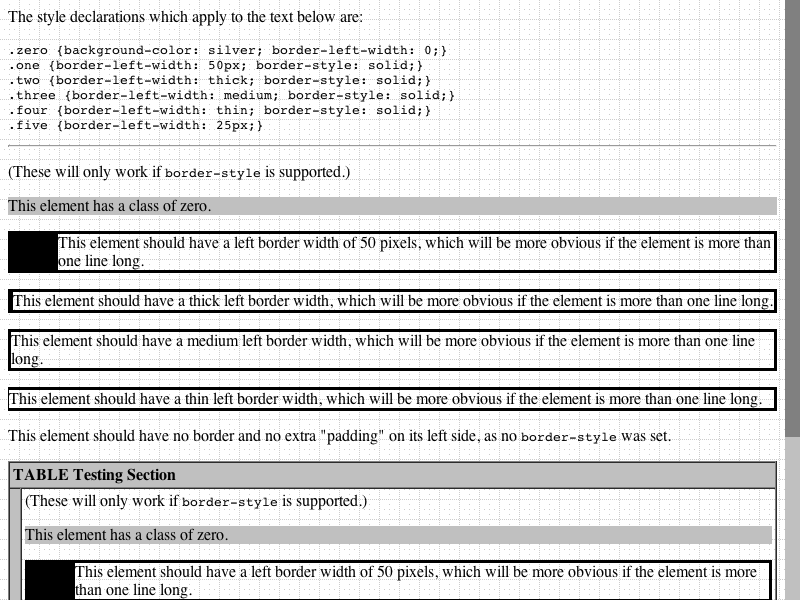 The style declarations which apply to the text below are:
.zero {background-color: silver; border-left-width: 0;}
.one {border-left-width: 50px; border-style: solid;}
.two {border-left-width: thick; border-style: solid;}
.three {border-left-width: medium; border-style: solid;}
.four {border-left-width: thin; border-style: solid;}
.five {border-left-width: 25px;}
(These will only work if border-style is supported.)
This element has a class of zero.
This element should have a left border width of 50 pixels, which will be more obvious if the element is more than
one line long.
This element should have a thick left border width, which will be more obvious if the element is more than one line long.
This element should have a medium left border width, which will be more obvious if the element is more than one line
long.
This element should have a thin left border width, which will be more obvious if the element is more than one line long.
This element should have no border and no extra "padding" on its left side, as no border-style was set.
TABLE Testing Section
(These will only work if border-style is supported.)
This element has a class of zero.
This element should have a left border width of 50 pixels, which will be more obvious if the element is more
than one line long.